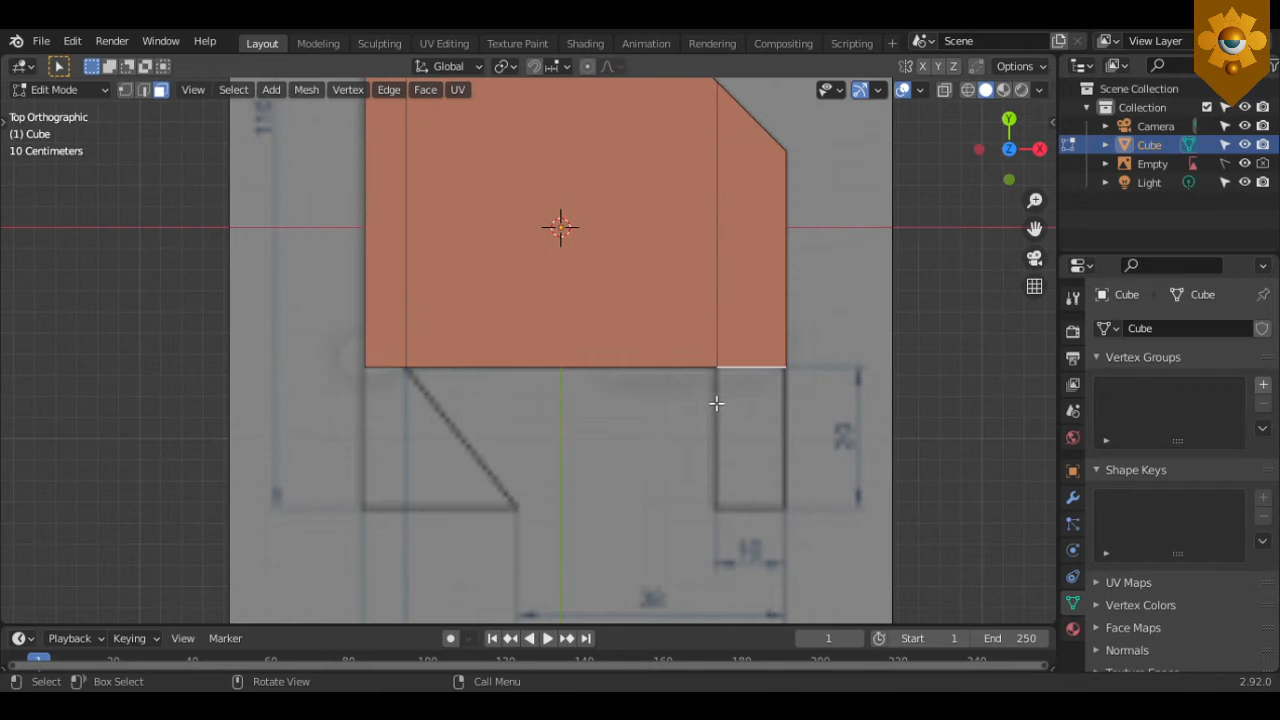 File Edit Render Window Help Layout Modeling Sculpting UV Editing Texture Paint Shading Animation Rendering Compositing Scripting + Scene View Layer
Global X Y Z Options
Edit Mode View Select Add Mesh Vertex Edge Face UV
Scene Collection
Collection
Camera
Cube
Empty
Light
Top Orthographic
(1) Cube
10 Centimeters
Y
Z
X
Cube Cube
Cube
Vertex Groups
Shape Keys
UV Maps
Vertex Colors
Face Maps
Normals
20
10
Playback Keying View Marker 1 Start 1 End 250
1
Select Box Select Rotate View Call Menu 2.92.0